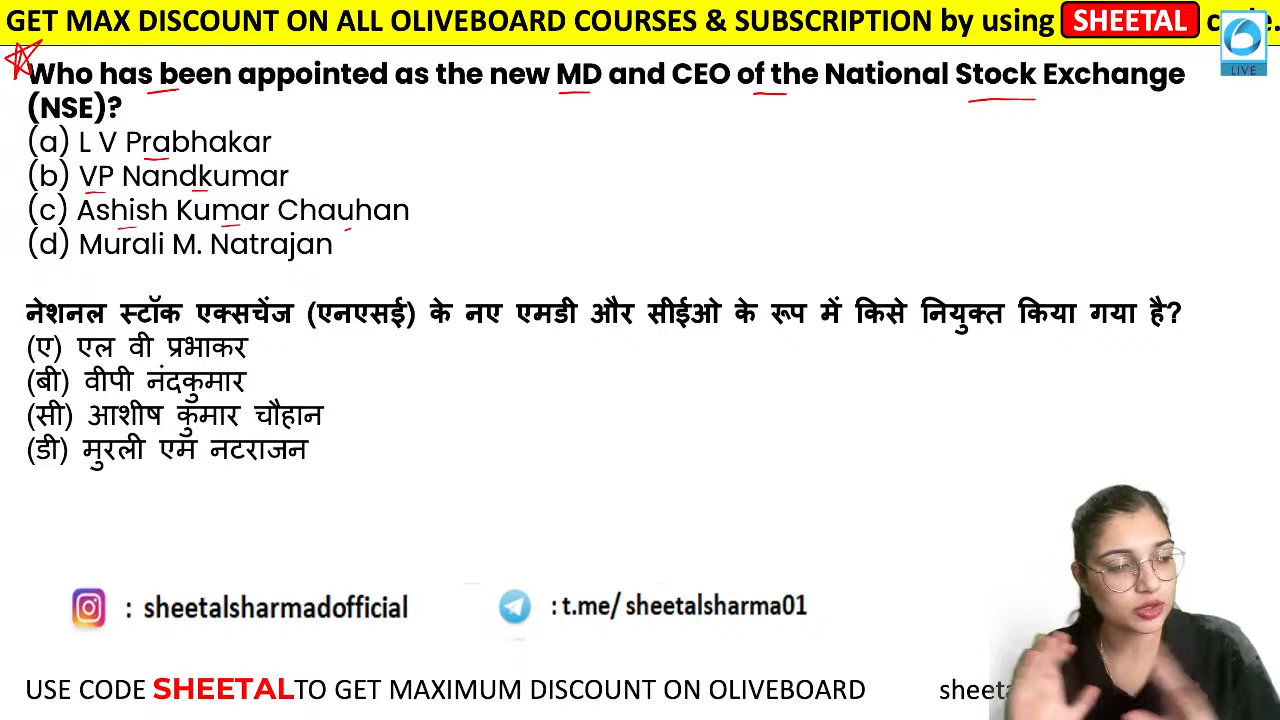 GET MAX DISCOUNT ON ALL OLIVEBOARD COURSES & SUBSCRIPTION by using SHEETAL code.
LIVE
Who has been appointed as the new MD and CEO of the National Stock Exchange
(NSE)?
(a) L V Prabhakar
(b) VP Nandkumar
(c) Ashish Kumar Chauhan
(d) Murali M. Natrajan
नेशनल स्टॉक एक्सचेंज (एनएसई) के नए एमडी और सीईओ के रूप में किसे नियुक्त किया गया है?
(ए) एल वी प्रभाकर
(बी) वीपी नंदकुमार
(सी) आशीष कुमार चौहान
(डी) मुरली एम नटराजन
: sheetalsharmadofficial
: t.me/ sheetalsharma01
USE CODE SHEETALTO GET MAXIMUM DISCOUNT ON OLIVEBOARD